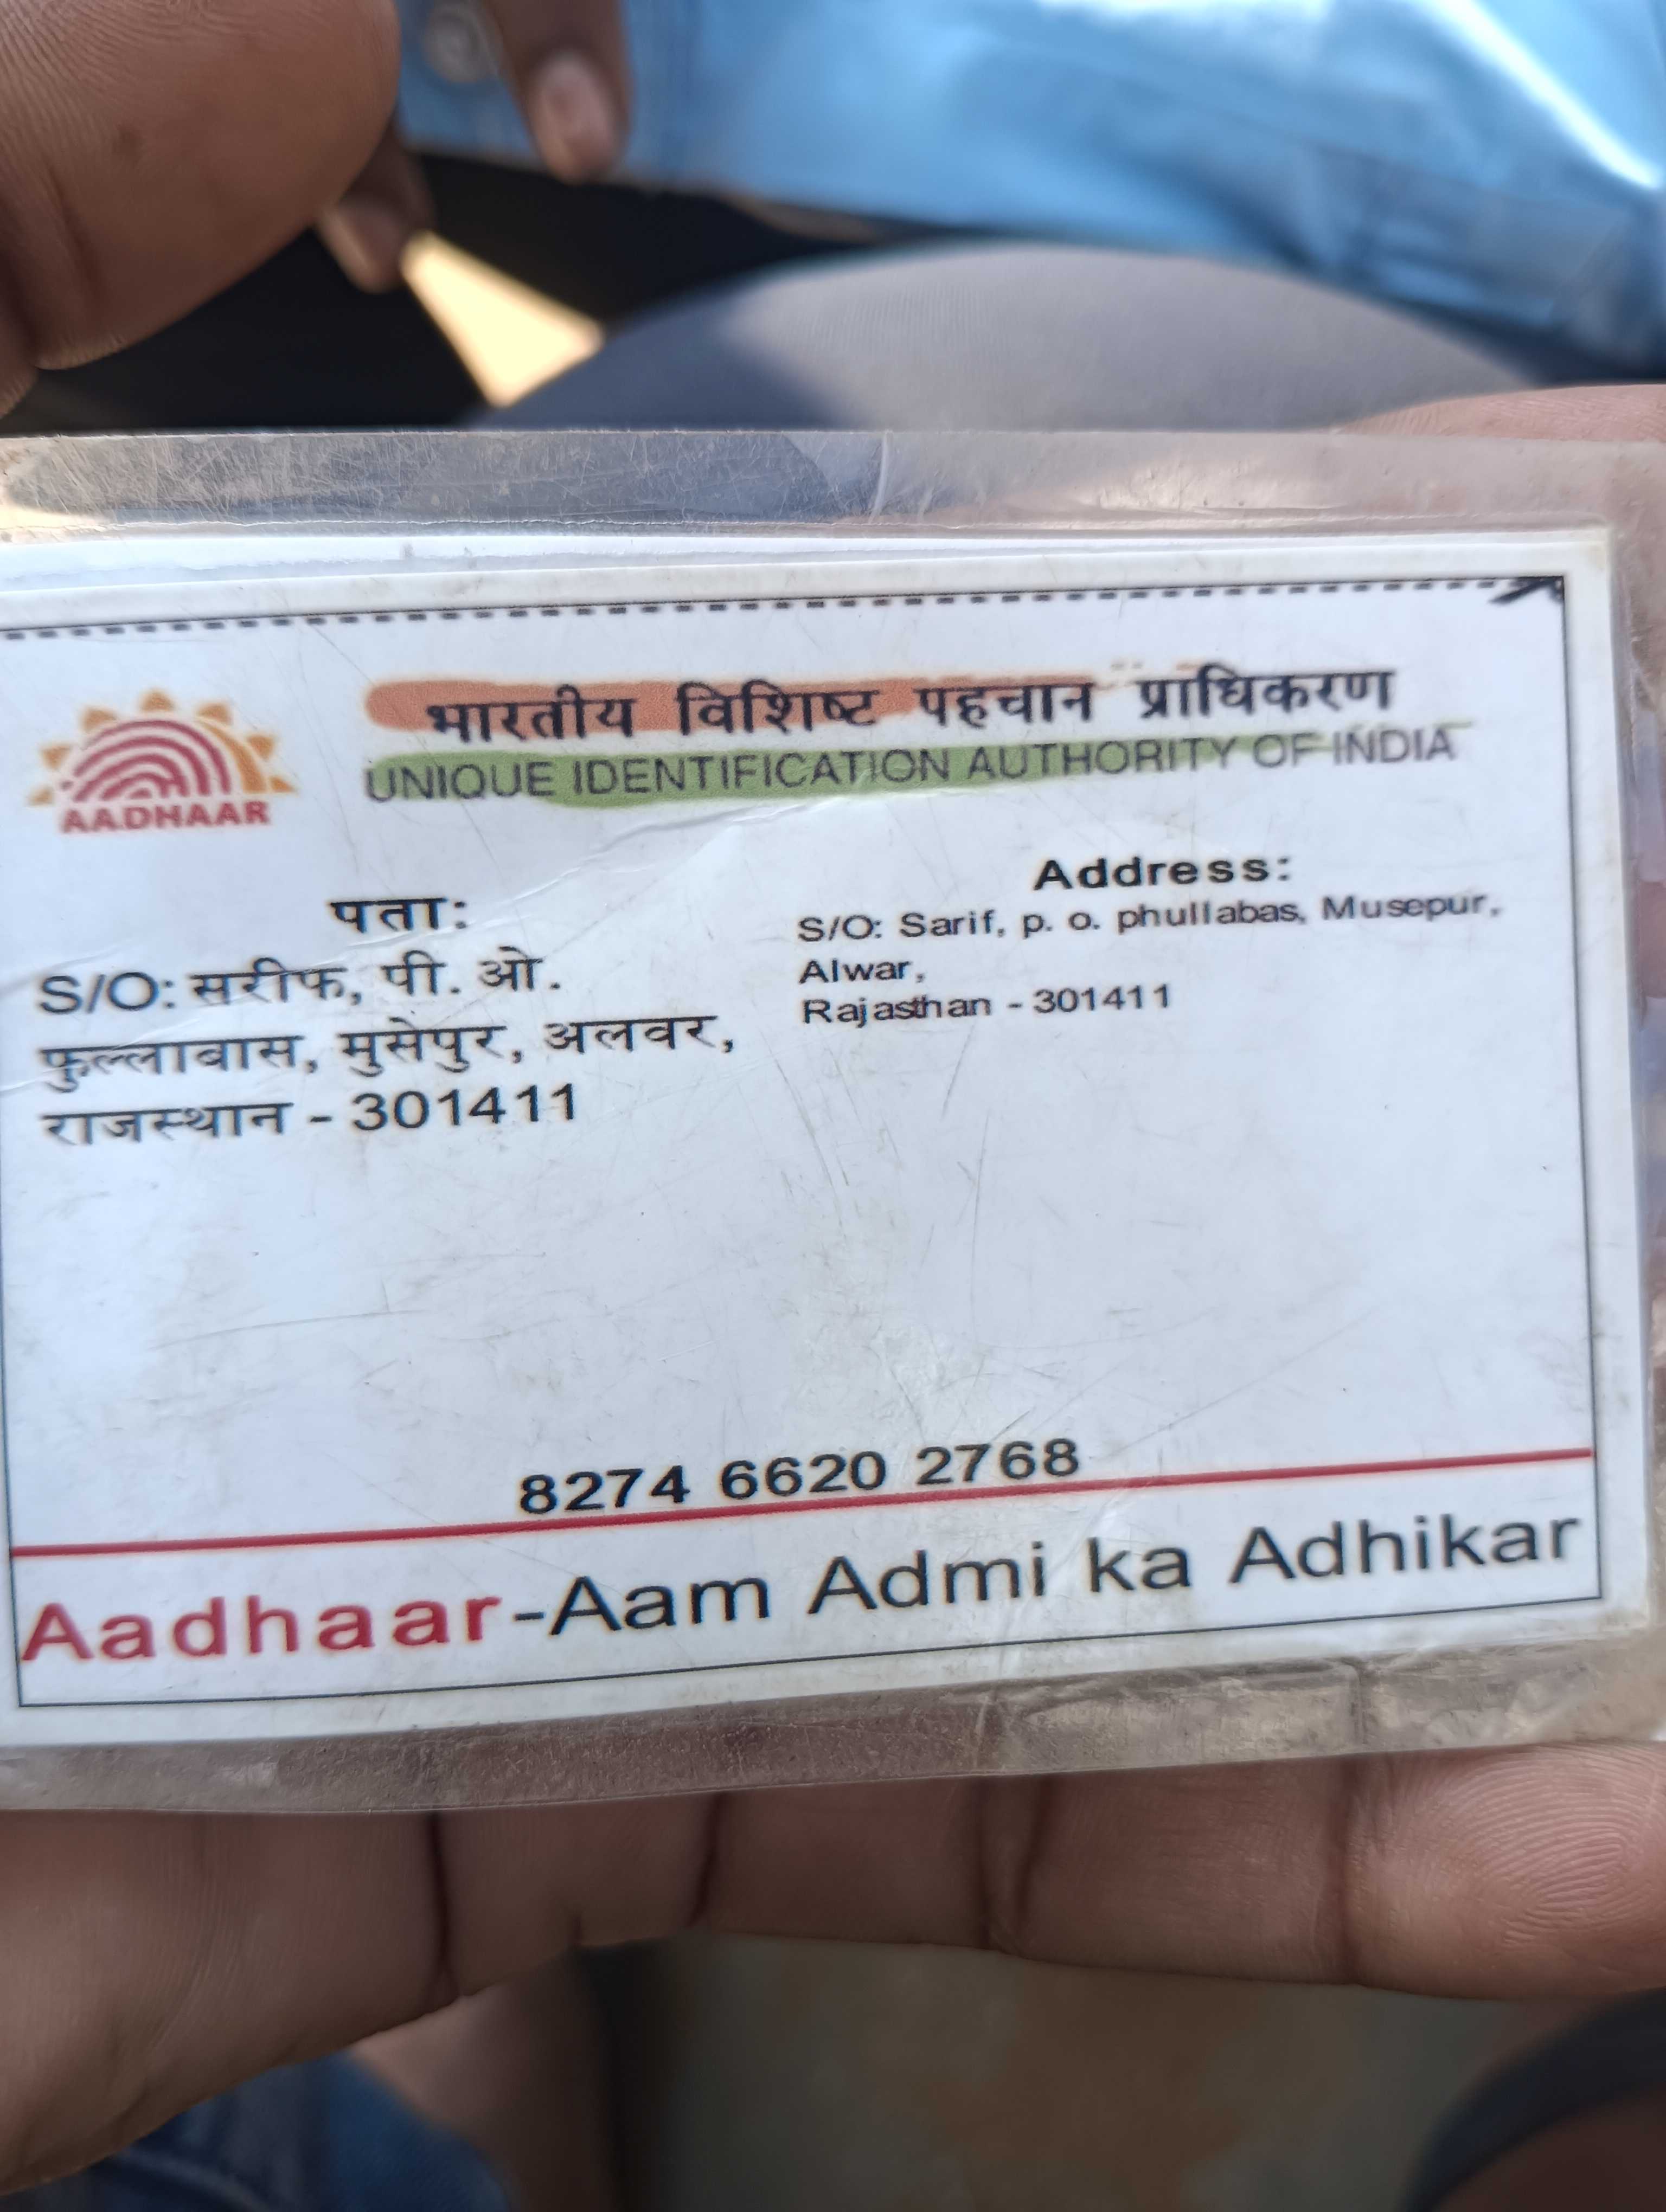 भारतीय विशिष्ट पहचान प्राधिकरण
UNIQUE IDENTIFICATION AUTHORITY OF INDIA
AADHAAR
पता:
S/O: सरीफ, पी. ओ.
फुल्लाबास, मुसेपुर, अलवर,
राजस्थान - 301411
Address:
S/O: Sarif, p. o. phullabas, Musepur,
Alwar,
Rajasthan - 301411
8274 6620 2768
Aadhaar-Aam Admi ka Adhikar